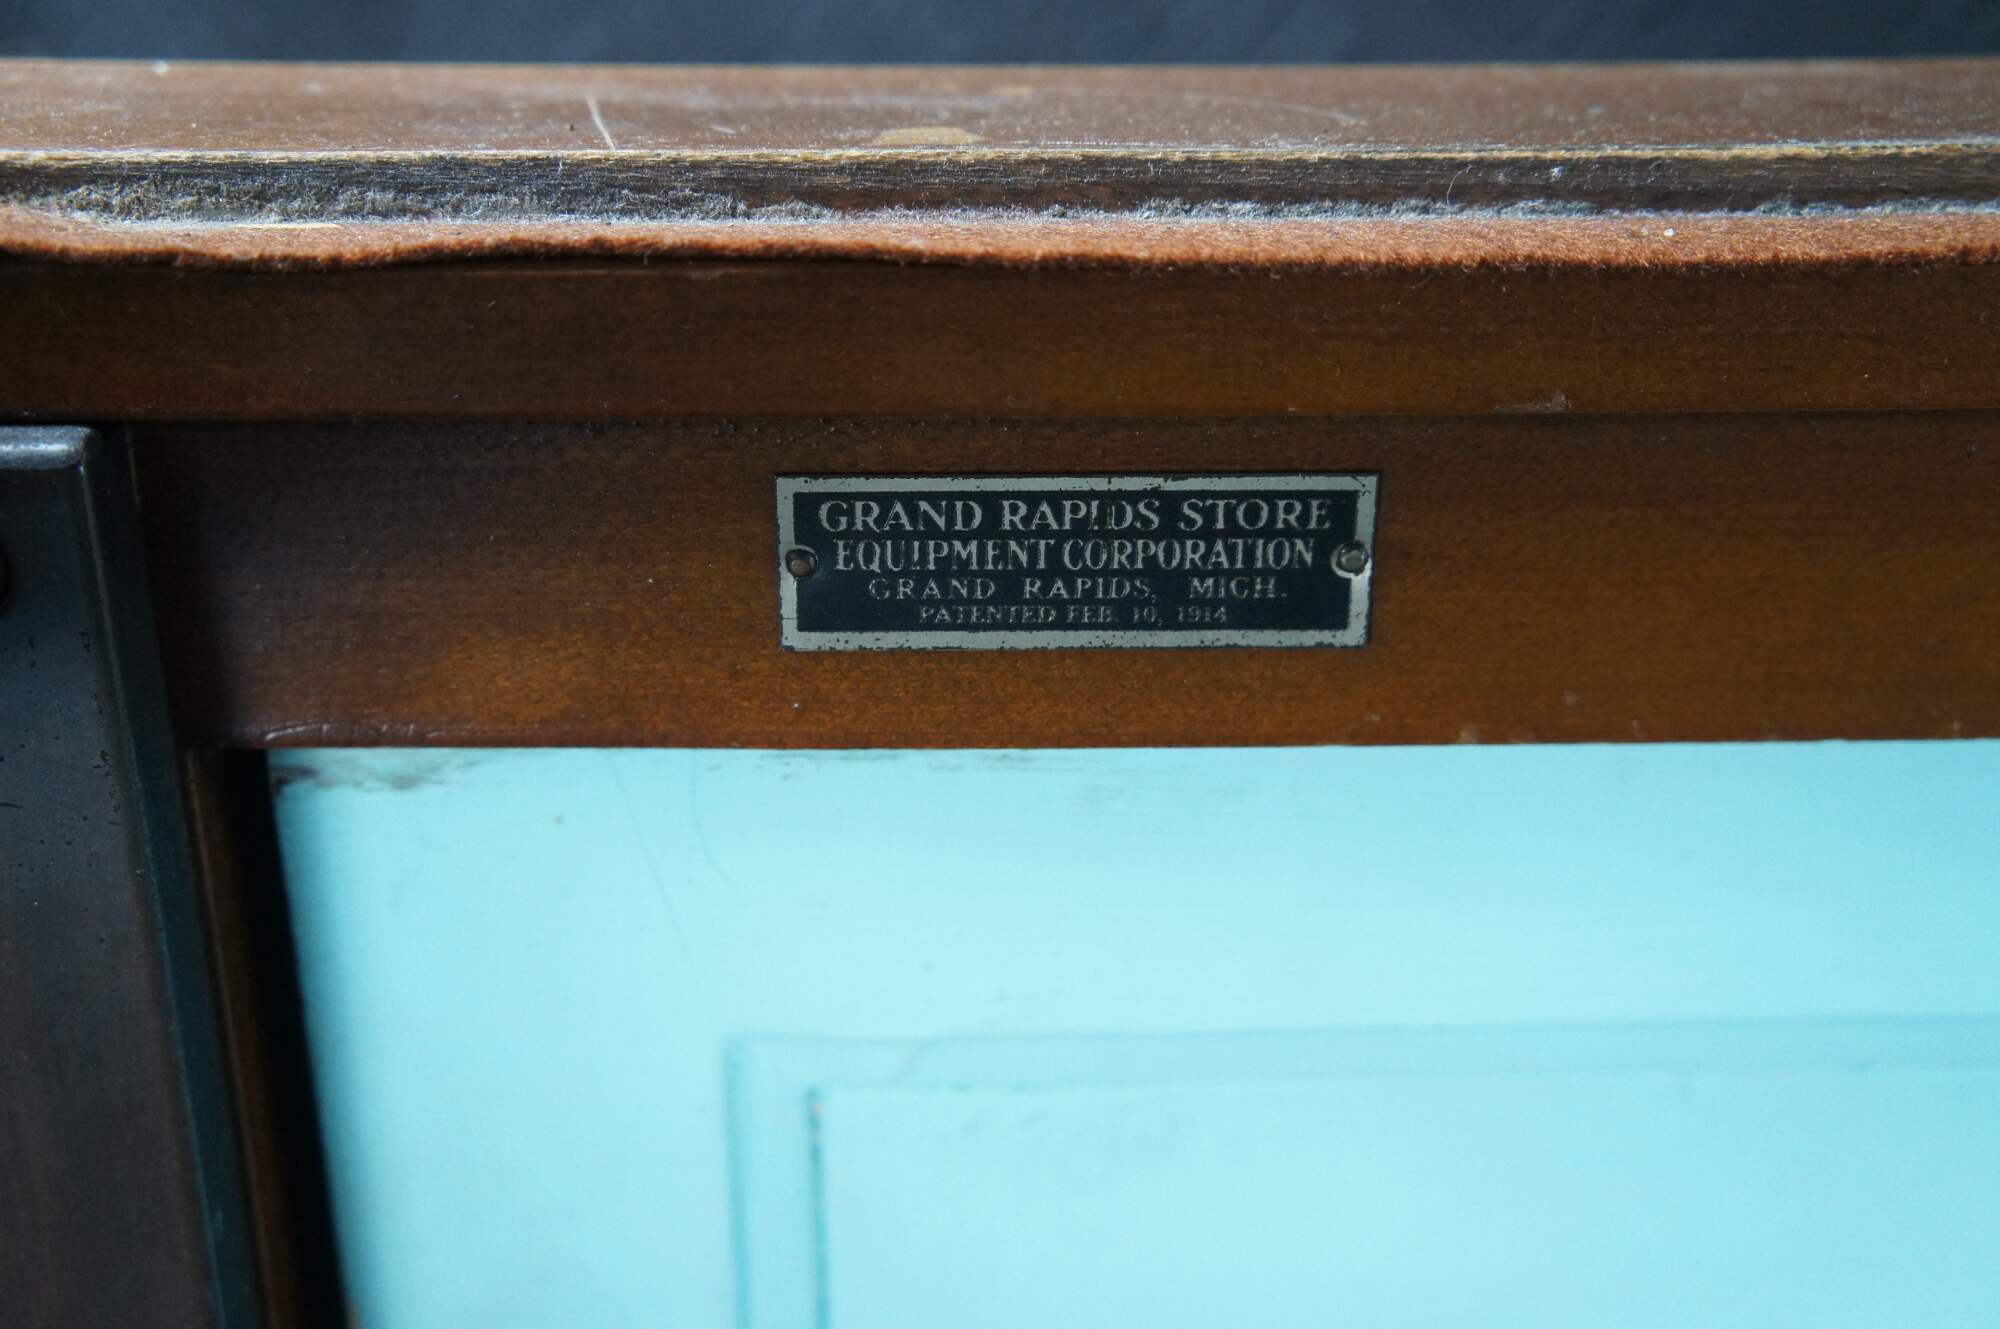 GRAND RAPIDS STORE
EQUIPMENT CORPORATION
GRAND RAPIDS, MICH.
PATENTED FEB. 10, 1914